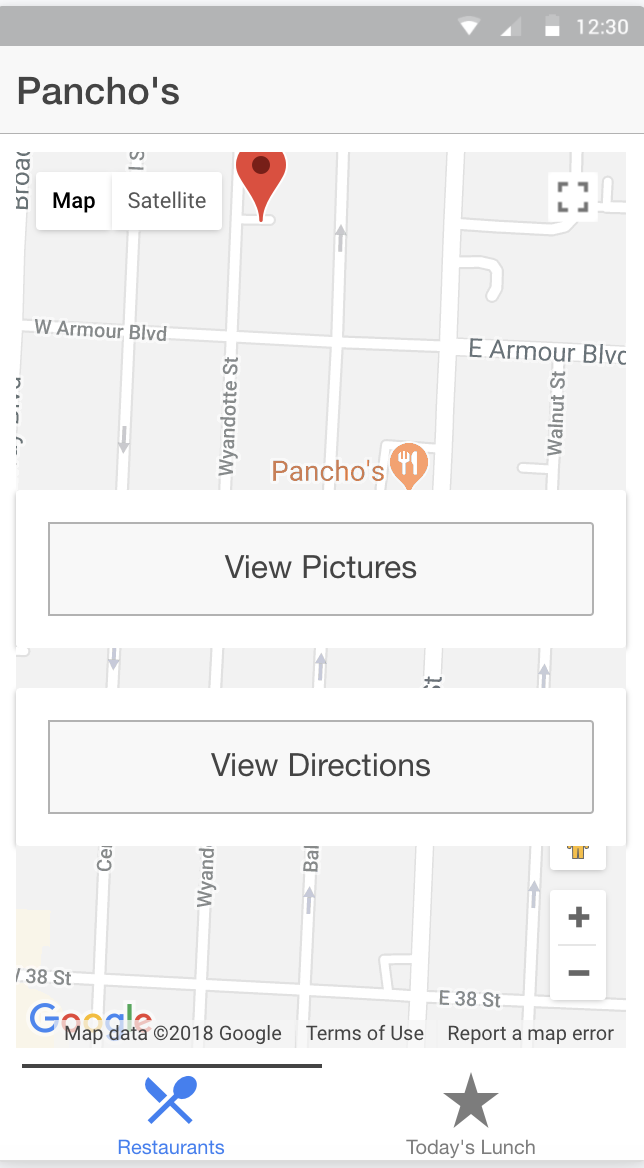 12:30
Pancho's
Broad
l S
Map
Satellite
W Armour Blvd
E Armour Blvd
Wyandotte St
Walnut St
Pancho's
View Pictures
St
View Directions
Ce
Wyand
Bal
38 St
E 38 St
Google
Map data ©2018 Google
Terms of Use
Report a map error
Restaurants
Today's Lunch